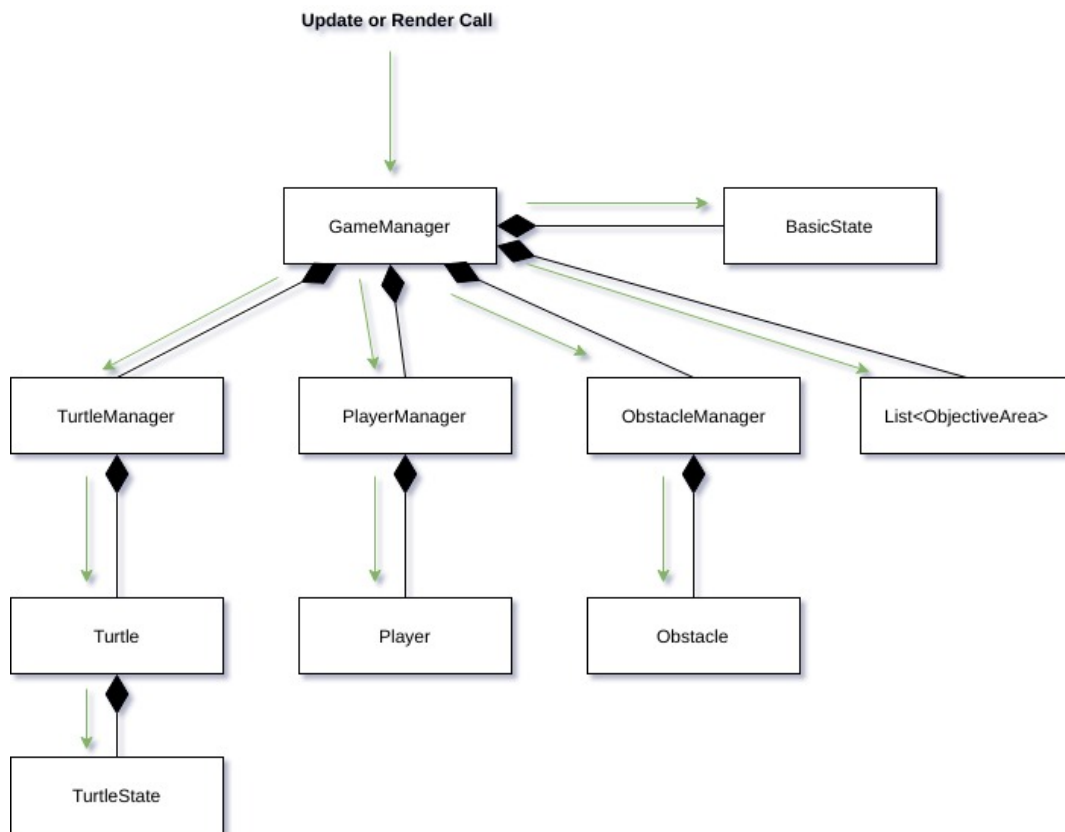 Update or Render Call
GameManager
BasicState
TurtleManager
PlayerManager
ObstacleManager
List<ObjectiveArea>
Turtle
Player
Obstacle
TurtleState